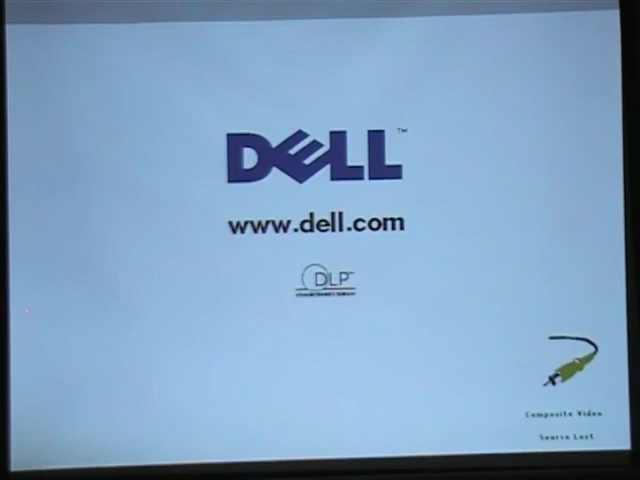 DELL™
www.dell.com
DLP™
Composite Video
Source Lost